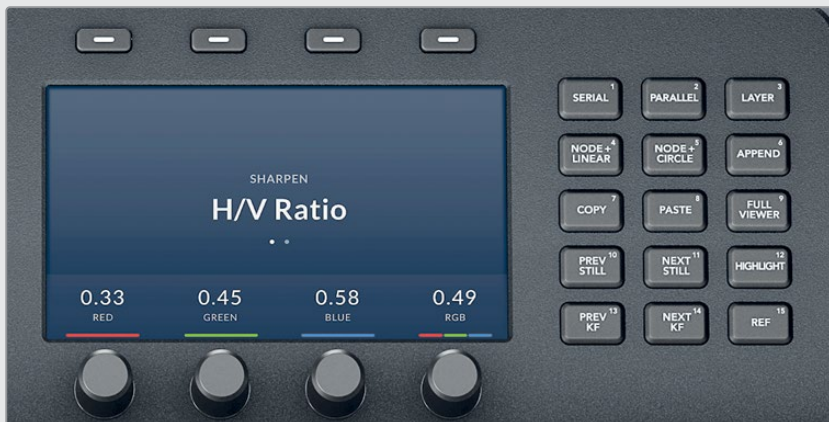 SHARPEN
H/V Ratio
0.33 0.45 0.58 0.49
RED GREEN BLUE RGB
SERIAL 1
PARALLEL 2
LAYER 3
NODE + LINEAR 4
NODE + CIRCLE 5
APPEND 6
COPY 7
PASTE 8
FULL VIEWER 9
PREV STILL 10
NEXT STILL 11
HIGHLIGHT 12
PREV KF 13
NEXT KF 14
REF 15